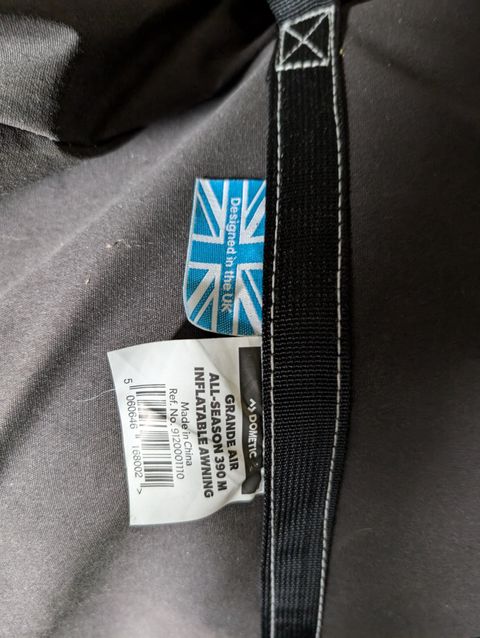 Designed in the UK
DOMETIC
GRANDE AIR
ALL-SEASON 390 M
INFLATABLE AWNING
Made in China
Ref. No. 9120001110
5 060646 168002 >